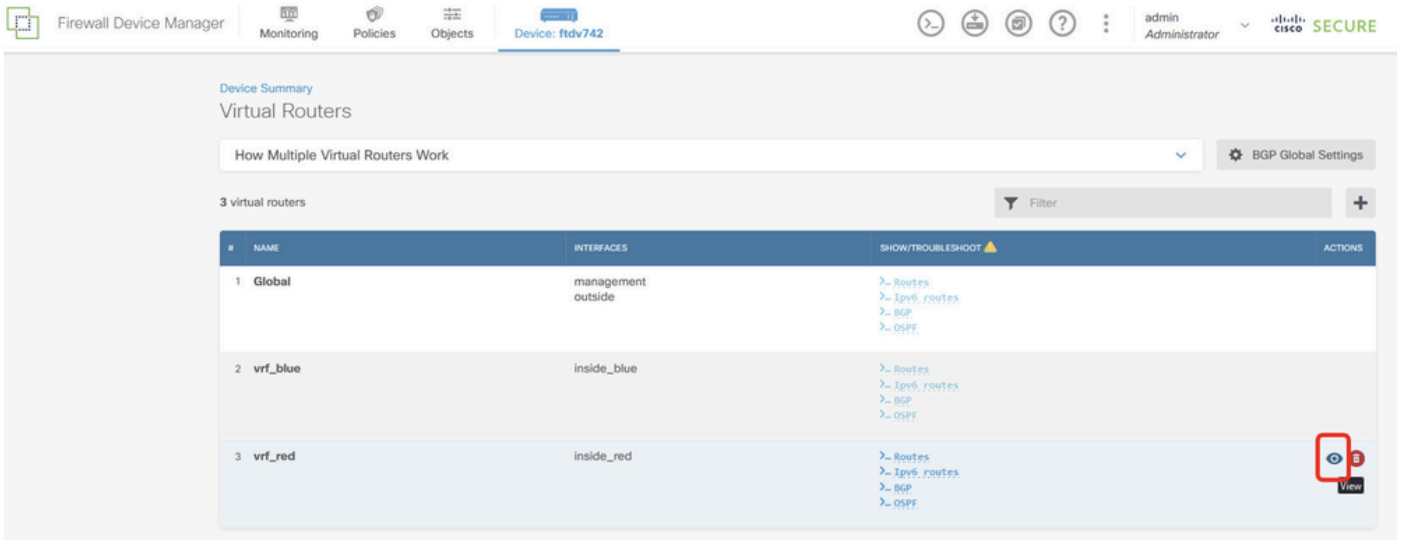 Firewall Device Manager
Monitoring
Policies
Objects
Device: ftdv742
admin
Administrator
cisco SECURE
Device Summary
Virtual Routers
How Multiple Virtual Routers Work
BGP Global Settings
3 virtual routers
Filter
# NAME INTERFACES SHOW/TROUBLESHOOT ACTIONS
1 Global management >_ Routes
outside >_ Ipv6 routes
>_ BGP
>_ OSPF
2 vrf_blue inside_blue >_ Routes
>_ Ipv6 routes
>_ BGP
>_ OSPF
3 vrf_red inside_red >_ Routes
>_ Ipv6 routes
>_ BGP
View
>_ OSPF